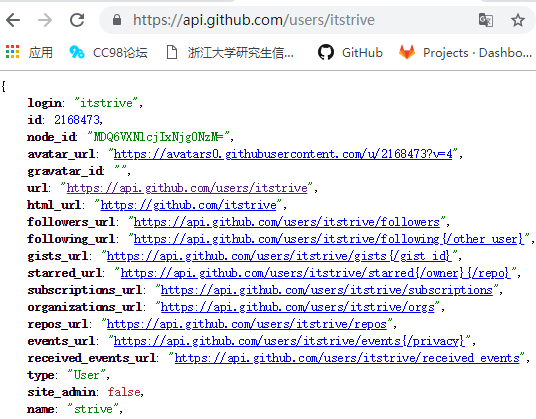 https://api.github.com/users/itstrive
应用 CC98论坛 浙江大学研究生信... GitHub Projects · Dashbo...
{
login: "itstrive",
id: 2168473,
node_id: "MDQ6VXNlcjIxNjg0NzM=",
avatar_url: "https://avatars0.githubusercontent.com/u/2168473?v=4",
gravatar_id: "",
url: "https://api.github.com/users/itstrive",
html_url: "https://github.com/itstrive",
followers_url: "https://api.github.com/users/itstrive/followers",
following_url: "https://api.github.com/users/itstrive/following{/other_user}",
gists_url: "https://api.github.com/users/itstrive/gists{/gist_id}",
starred_url: "https://api.github.com/users/itstrive/starred{/owner}{/repo}",
subscriptions_url: "https://api.github.com/users/itstrive/subscriptions",
organizations_url: "https://api.github.com/users/itstrive/orgs",
repos_url: "https://api.github.com/users/itstrive/repos",
events_url: "https://api.github.com/users/itstrive/events{/privacy}",
received_events_url: "https://api.github.com/users/itstrive/received_events",
type: "User",
site_admin: false,
name: "strive",